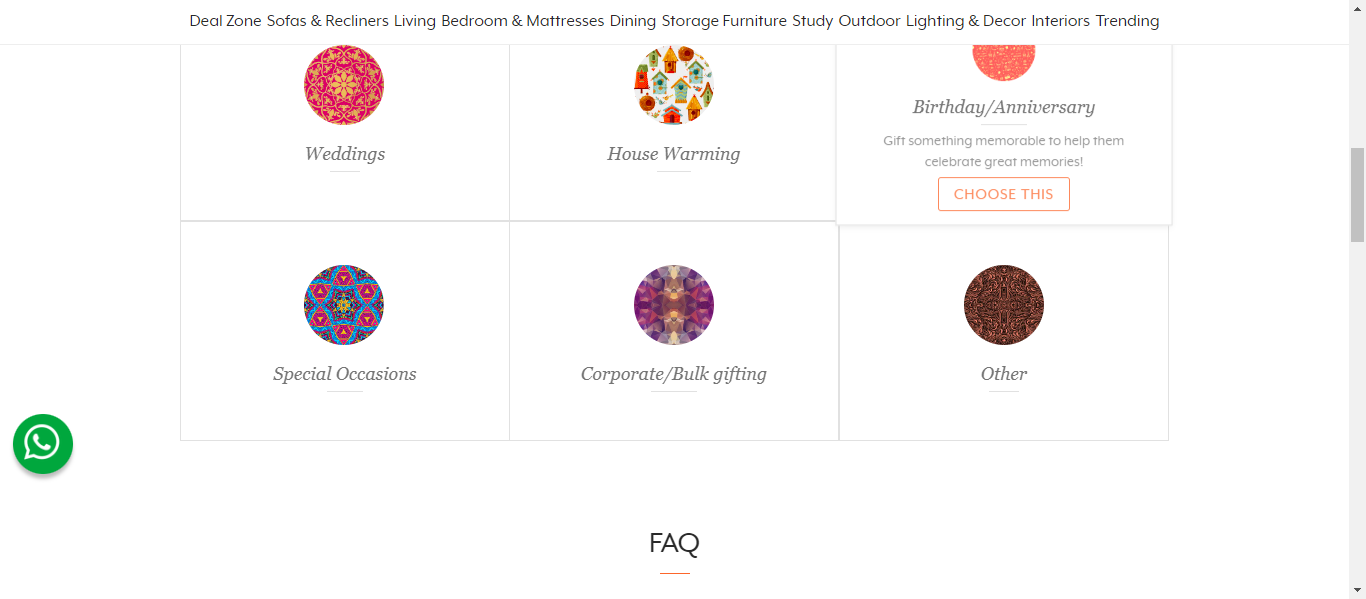 Deal Zone Sofas & Recliners Living Bedroom & Mattresses Dining Storage Furniture Study Outdoor Lighting & Decor Interiors Trending
Weddings
House Warming
Birthday/Anniversary
Gift something memorable to help them
celebrate great memories!
CHOOSE THIS
Special Occasions
Corporate/Bulk gifting
Other
FAQ